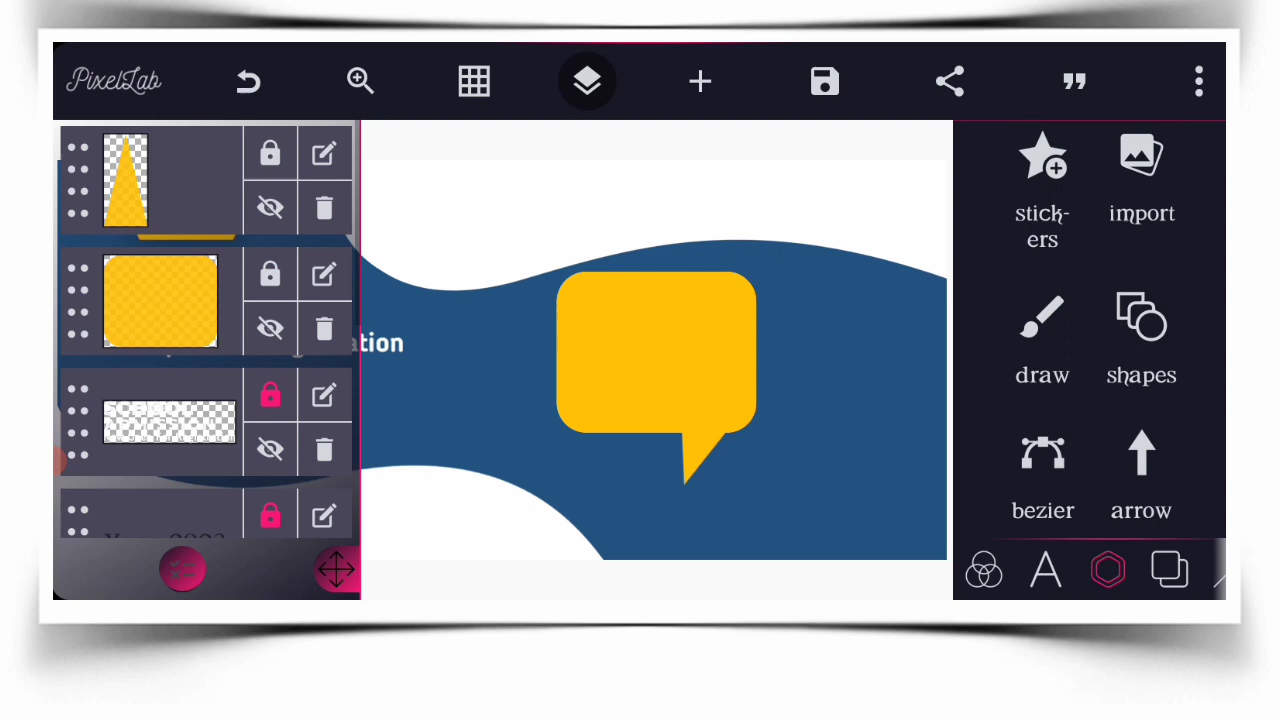 PixelLab
stick-
ers
import
ation
draw
shapes
bezier
arrow